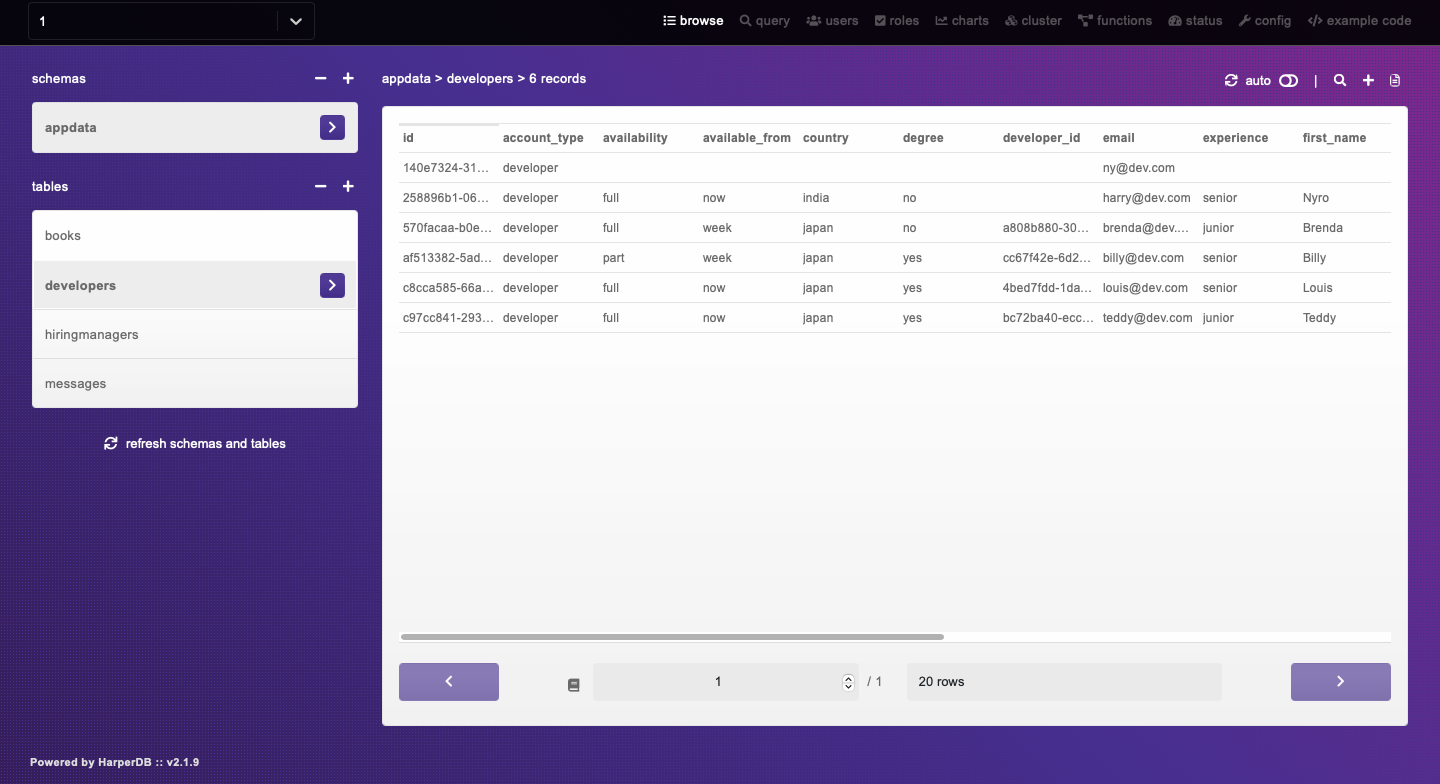 1
browse query users roles charts cluster functions status config example code
schemas
appdata
tables
books
developers
hiringmanagers
messages
refresh schemas and tables
appdata > developers > 6 records
auto |
id account_type availability available_from country degree developer_id email experience first_name
140e7324-31... developer ny@dev.com
258896b1-06... developer full now india no harry@dev.com senior Nyro
570facaa-b0e... developer full week japan no a808b880-30... brenda@dev.... junior Brenda
af513382-5ad... developer part week japan yes cc67f42e-6d2... billy@dev.com senior Billy
c8cca585-66a... developer full now japan yes 4bed7fdd-1da... louis@dev.com senior Louis
c97cc841-293... developer full now japan yes bc72ba40-ecc... teddy@dev.com junior Teddy
1 / 1 20 rows
Powered by HarperDB :: v2.1.9